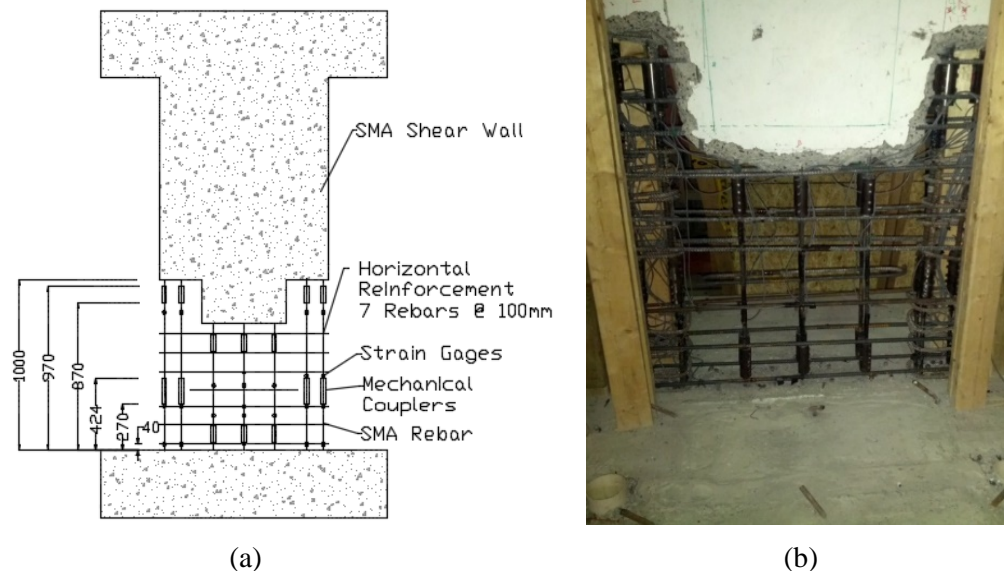 SMA Shear Wall
Horizontal
Reinforcement
7 Rebars @ 100mm
Strain Gages
Mechanical
Couplers
SMA Rebar
1000
970
870
424
270
40
(a)
(b)